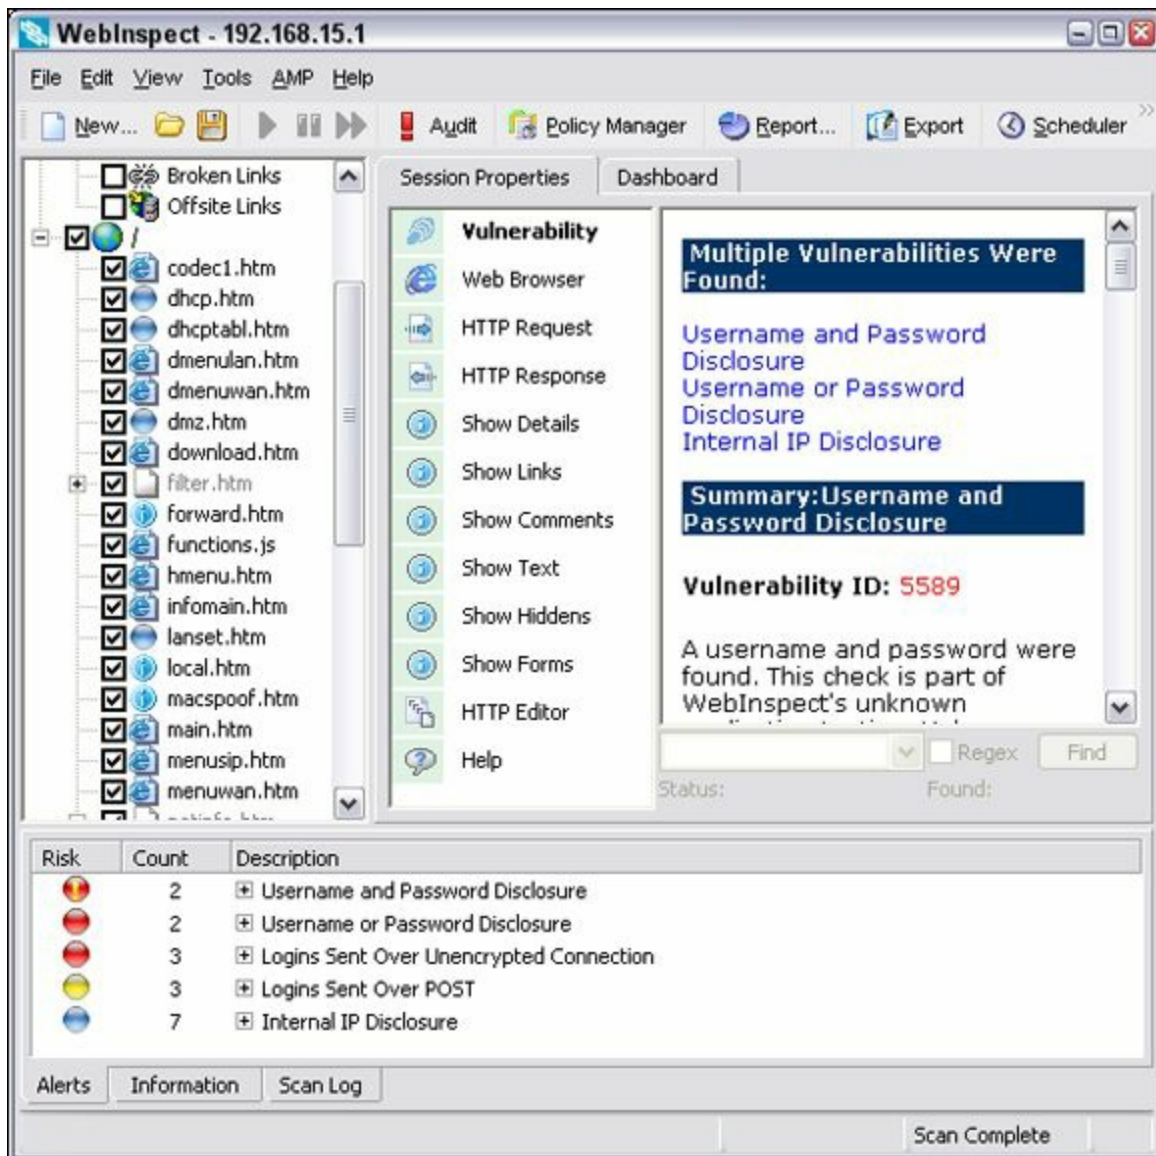 WebInspect - 192.168.15.1
File Edit View Tools AMP Help
New... Audit Policy Manager Report... Export Scheduler
Broken Links
Offsite Links
/
codec1.htm
dhcp.htm
dhcptabl.htm
dmenulan.htm
dmenuwan.htm
dmz.htm
download.htm
filter.htm
forward.htm
functions.js
hmenu.htm
infomain.htm
lanset.htm
local.htm
macspoof.htm
main.htm
menusip.htm
menuwan.htm
Session Properties Dashboard
Vulnerability
Web Browser
HTTP Request
HTTP Response
Show Details
Show Links
Show Comments
Show Text
Show Hiddens
Show Forms
HTTP Editor
Help
Multiple Vulnerabilities Were
Found:
Username and Password
Disclosure
Username or Password
Disclosure
Internal IP Disclosure
Summary:Username and
Password Disclosure
Vulnerability ID: 5589
A username and password were
found. This check is part of
WebInspect's unknown
Regex Find
Status: Found:
Risk Count Description
2 Username and Password Disclosure
2 Username or Password Disclosure
3 Logins Sent Over Unencrypted Connection
3 Logins Sent Over POST
7 Internal IP Disclosure
Alerts Information Scan Log
Scan Complete